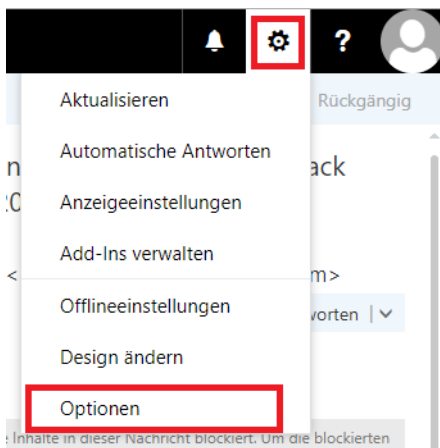 ?
Aktualisieren
Rückgängig
Automatische Antworten
ack
Anzeigeeinstellungen
Add-Ins verwalten
<
m>
Offlineeinstellungen
worten
Design ändern
Optionen
e Inhalte in dieser Nachricht blockiert. Um die blockierten